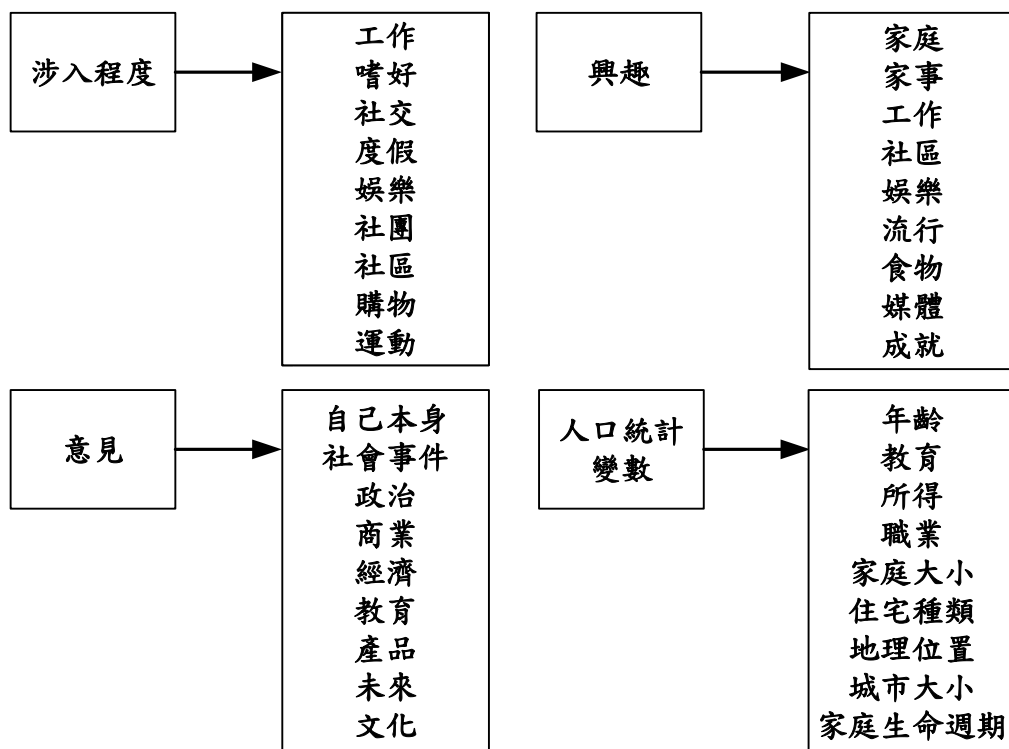 涉入程度
工作
嗜好
社交
度假
娛樂
社團
社區
購物
運動
興趣
家庭
家事
工作
社區
娛樂
流行
食物
媒體
成就
意見
自己本身
社會事件
政治
商業
經濟
教育
產品
未來
文化
人口統計
變數
年齡
教育
所得
職業
家庭大小
住宅種類
地理位置
城市大小
家庭生命週期